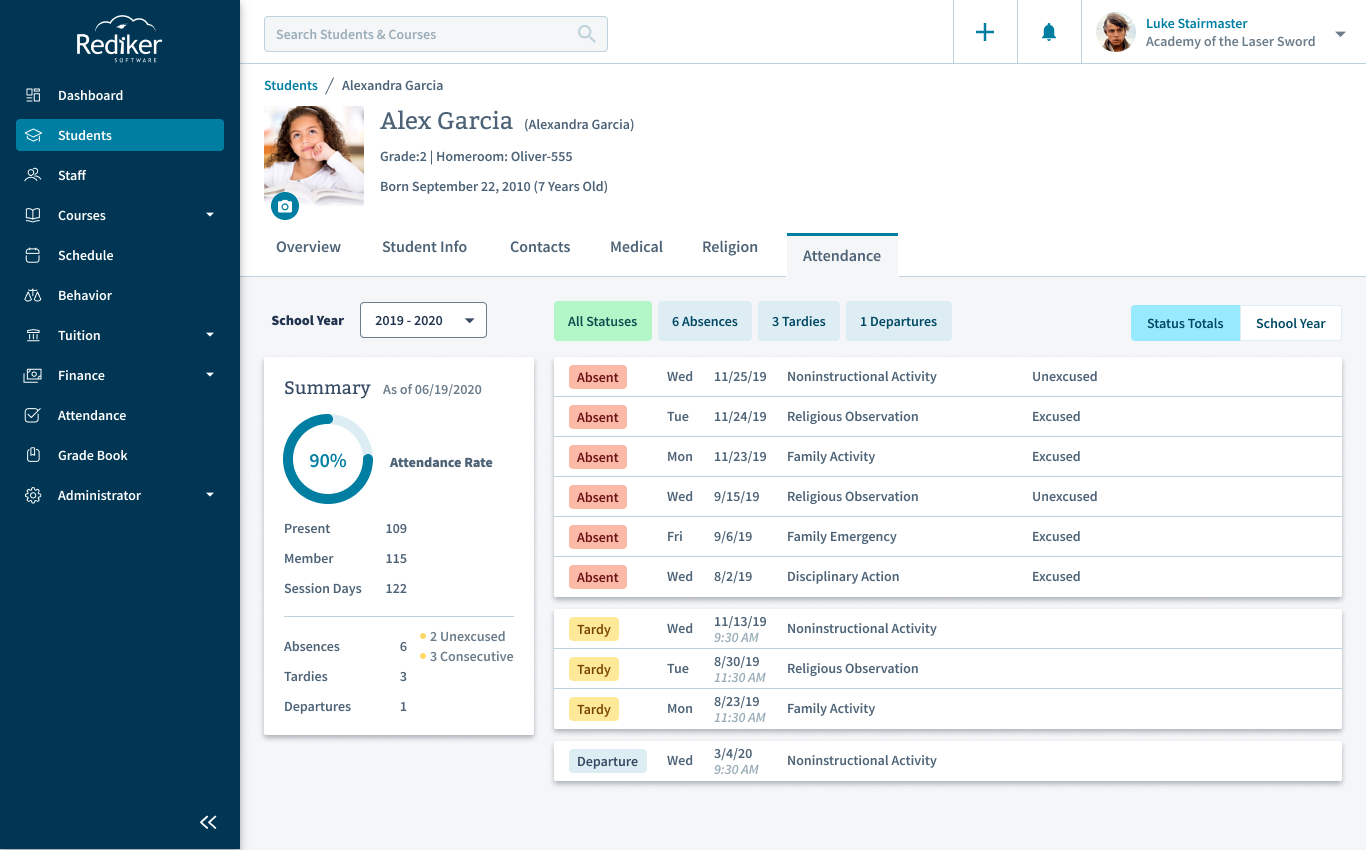 Rediker
SOFTWARE
Dashboard
Students
Staff
Courses
Schedule
Behavior
Tuition
Finance
Attendance
Grade Book
Administrator
Search Students & Courses
Luke Stairmaster
Academy of the Laser Sword
Students / Alexandra Garcia
Alex Garcia (Alexandra Garcia)
Grade:2 | Homeroom: Oliver-555
Born September 22, 2010 (7 Years Old)
Overview Student Info Contacts Medical Religion Attendance
School Year 2019 - 2020
All Statuses 6 Absences 3 Tardies 1 Departures
Status Totals School Year
Summary As of 06/19/2020
90% Attendance Rate
Present 109
Member 115
Session Days 122
Absences 6
2 Unexcused
3 Consecutive
Tardies 3
Departures 1
Absent Wed 11/25/19 Noninstructional Activity Unexcused
Absent Tue 11/24/19 Religious Observation Excused
Absent Mon 11/23/19 Family Activity Excused
Absent Wed 9/15/19 Religious Observation Unexcused
Absent Fri 9/6/19 Family Emergency Excused
Absent Wed 8/2/19 Disciplinary Action Excused
Tardy Wed 11/13/19 Noninstructional Activity
9:30 AM
Tardy Tue 8/30/19 Religious Observation
11:30 AM
Tardy Mon 8/23/19 Family Activity
11:30 AM
Departure Wed 3/4/20 Noninstructional Activity
9:30 AM